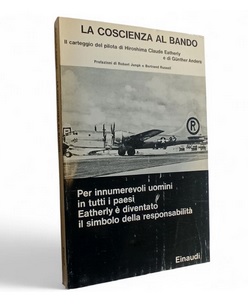 LA COSCIENZA AL BANDO
Il carteggio del pilota di Hiroshima Claude Eatherly
e di Günther Anders
Prefazioni di Robert Jungk e Bertrand Russell
R
Per innumerevoli uomini
in tutti i paesi
Eatherly è diventato
il simbolo della responsabilità
Einaudi